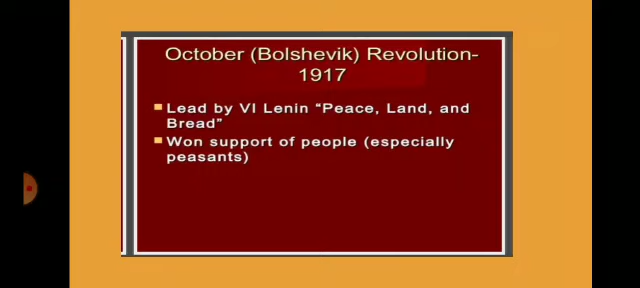 October (Bolshevik) Revolution-
1917
Lead by VI Lenin “Peace, Land, and
Bread”
Won support of people (especially
peasants)